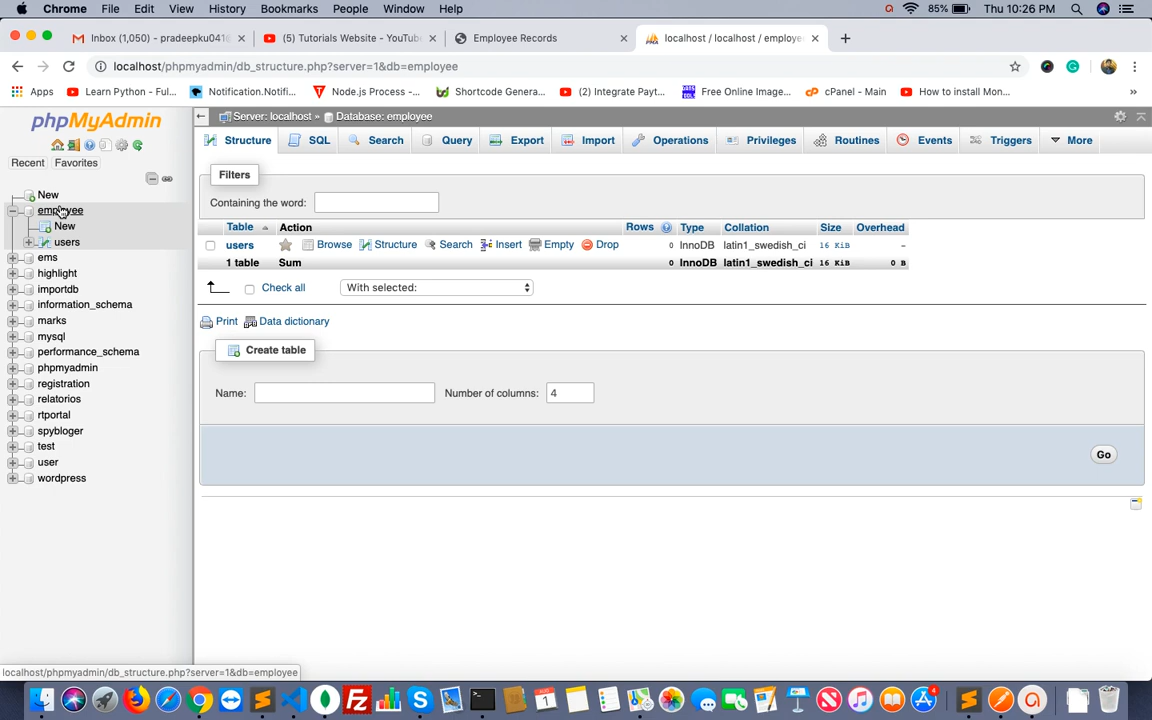 Chrome File Edit View History Bookmarks People Window Help 85% Thu 10:26 PM
Inbox (1,050) - pradeepku041 (5) Tutorials Website - YouTube Employee Records localhost / localhost / employe
localhost/phpmyadmin/db_structure.php?server=1&db=employee
Apps Learn Python - Ful... Notification.Notifi... Node.js Process -... Shortcode Genera... (2) Integrate Payt... Free Online Image... cPanel - Main How to install Mon... »
phpMyAdmin
Recent Favorites
New
employee
New
users
ems
highlight
importdb
information_schema
marks
mysql
performance_schema
phpmyadmin
registration
relatorios
rtportal
spybloger
test
user
wordpress
Server: localhost » Database: employee
Structure SQL Search Query Export Import Operations Privileges Routines Events Triggers More
Filters
Containing the word:
Table Action Rows Type Collation Size Overhead
users Browse Structure Search Insert Empty Drop 0 InnoDB latin1_swedish_ci 16 KiB –
1 table Sum 0 InnoDB latin1_swedish_ci 16 KiB 0 B
Check all With selected:
Print Data dictionary
Create table
Name: Number of columns: 4
Go
localhost/phpmyadmin/db_structure.php?server=1&db=employee